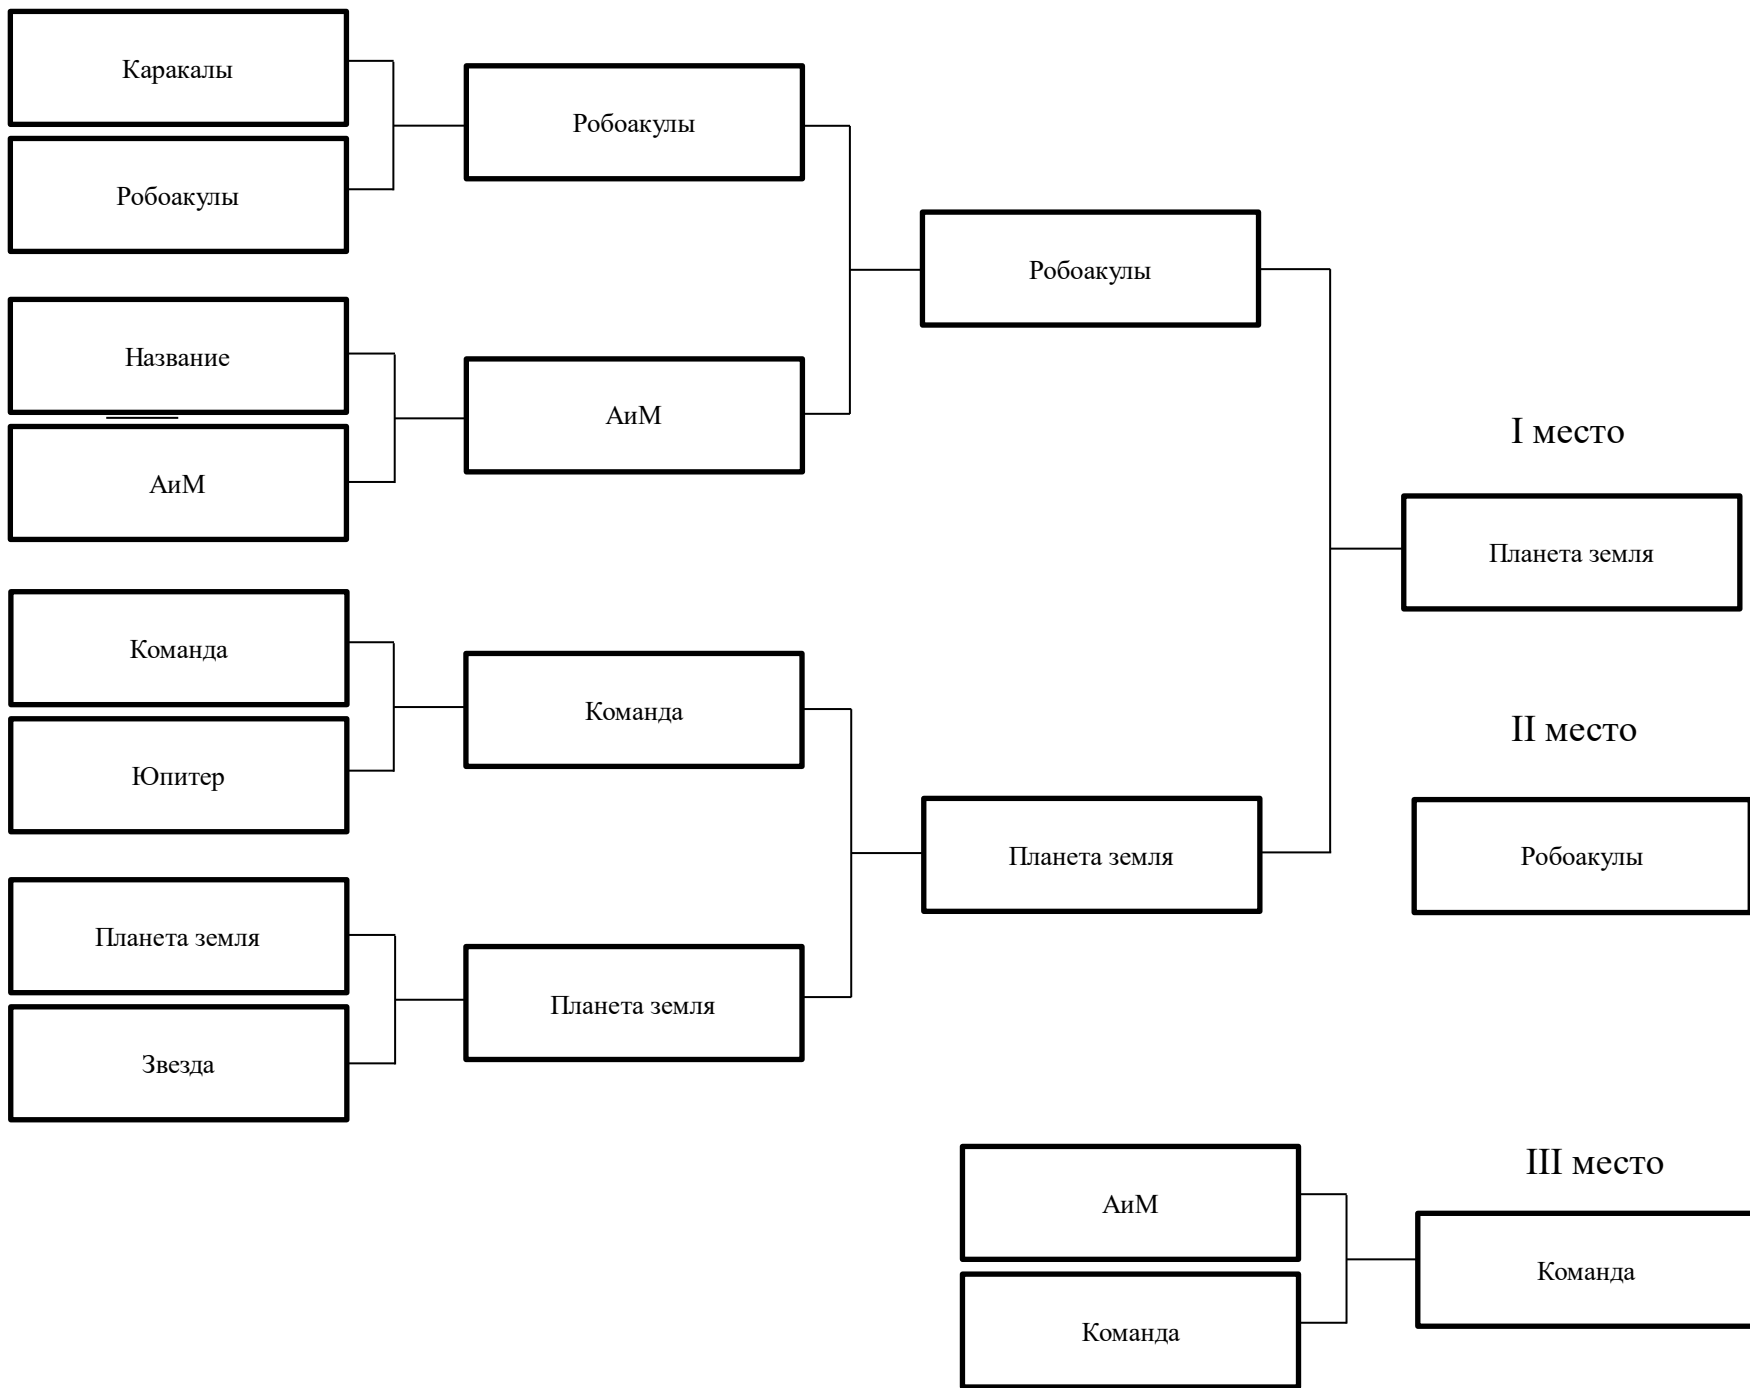 Каракалы
Робоакулы
Название
АиМ
Команда
Юпитер
Планета земля
Звезда
Робоакулы
АиМ
Команда
Планета земля
Робоакулы
Планета земля
I место
Планета земля
II место
Робоакулы
АиМ
Команда
III место
Команда